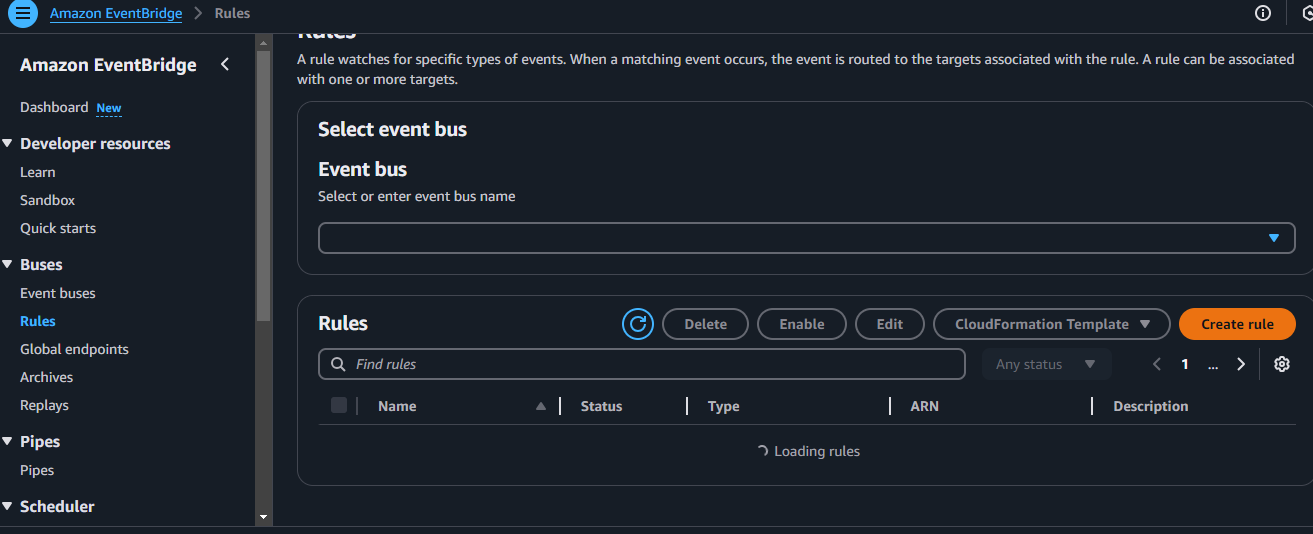 Amazon EventBridge > Rules
Amazon EventBridge
Dashboard New
Developer resources
Learn
Sandbox
Quick starts
Buses
Event buses
Rules
Global endpoints
Archives
Replays
Pipes
Pipes
Scheduler
Rules
A rule watches for specific types of events. When a matching event occurs, the event is routed to the targets associated with the rule. A rule can be associated
with one or more targets.
Select event bus
Event bus
Select or enter event bus name
Rules
Delete
Enable
Edit
CloudFormation Template
Create rule
Find rules
Any status
1 ...
Name Status Type ARN Description
Loading rules